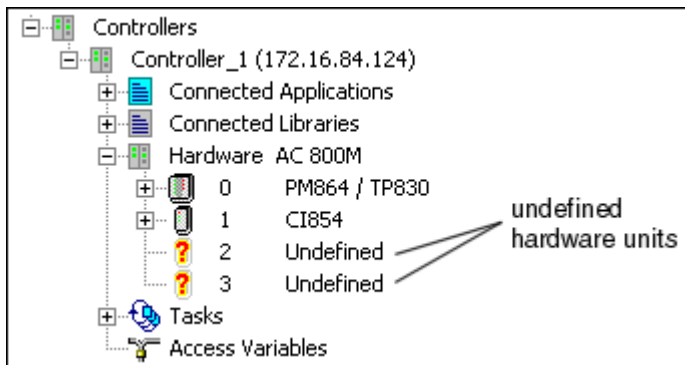 Controllers
Controller_1 (172.16.84.124)
Connected Applications
Connected Libraries
Hardware AC 800M
0 PM864 / TP830
1 CI854
? 2 Undefined
? 3 Undefined
undefined
hardware units
Tasks
Access Variables